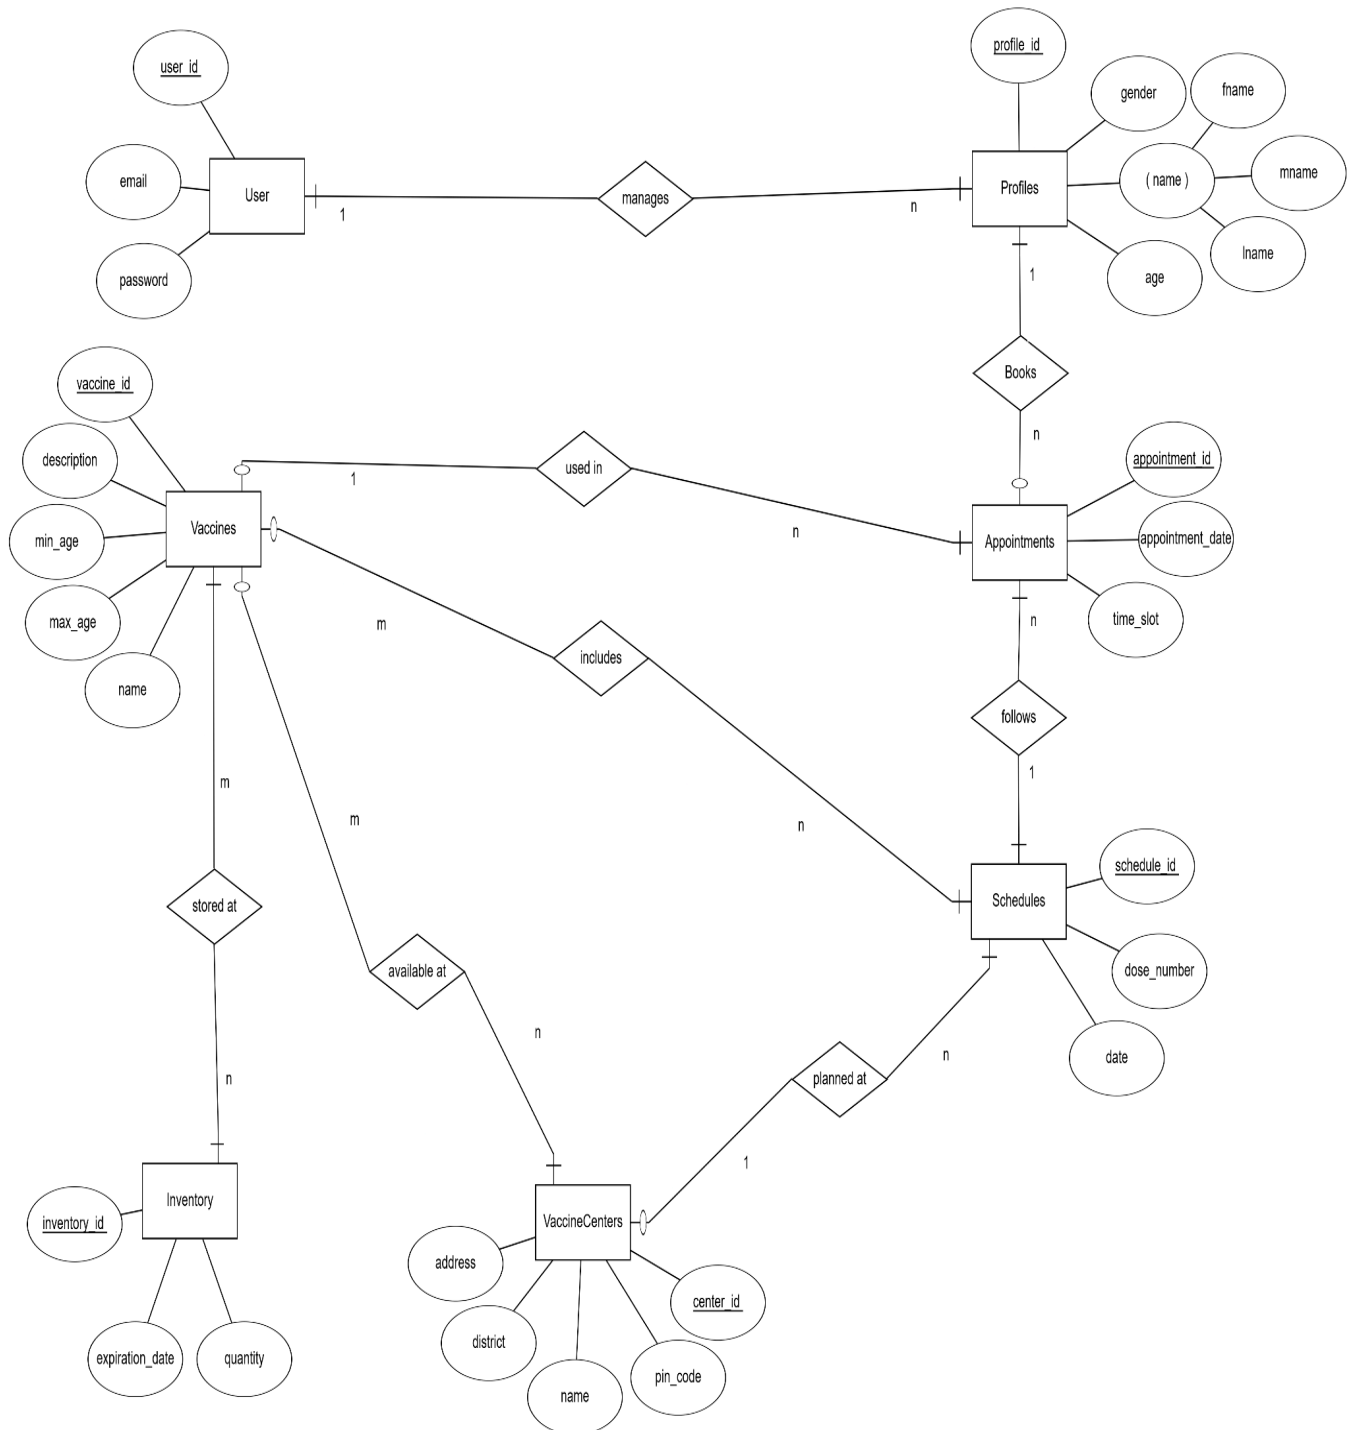 profile_id
user_id
gender
fname
email
User
manages
Profiles
( name )
mname
1
n
password
age
lname
1
Books
vaccine_id
n
description
used in
appointment_id
1
n
min_age
Vaccines
Appointments
appointment_date
max_age
m
n
time_slot
includes
name
follows
m
1
m
n
schedule_id
stored at
Schedules
available at
dose_number
n
n
date
n
planned at
1
inventory_id
Inventory
VaccineCenters
address
center_id
district
expiration_date
quantity
name
pin_code